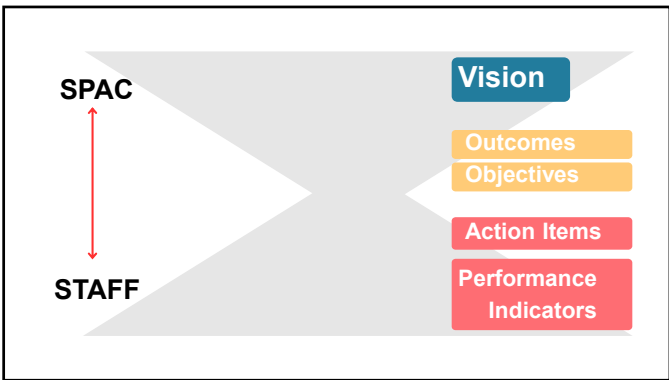 SPAC
STAFF
Vision
Outcomes
Objectives
Action Items
Performance
Indicators